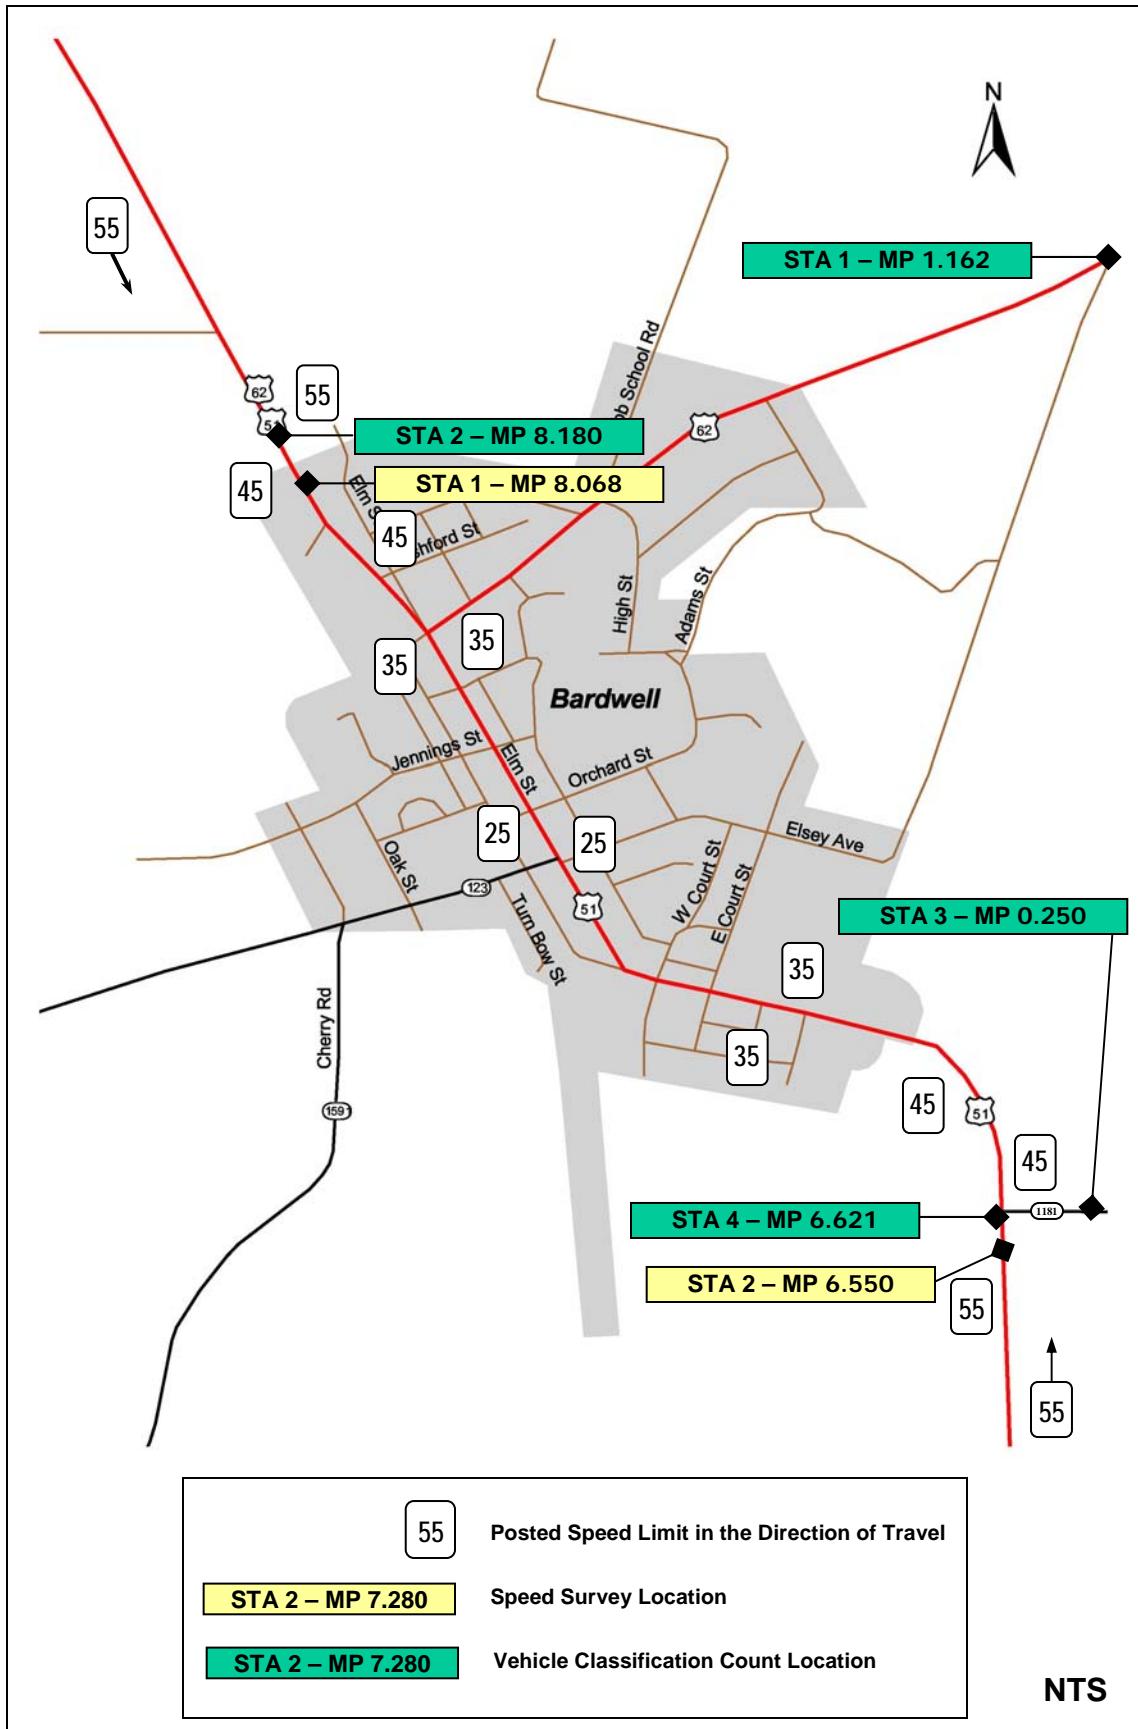 N
55
STA 1 – MP 1.162
62
51
55
ob School Rd
62
STA 2 – MP 8.180
45
STA 1 – MP 8.068
Elm S
45
shford St
High St
Adams St
35
35
Bardwell
Jennings St
Elm St
Orchard St
25
25
Elsey Ave
Oak St
123
W Court St
E Court St
51
Turn Bow St
STA 3 – MP 0.250
35
Cherry Rd
35
45
51
1591
45
STA 4 – MP 6.621
1181
STA 2 – MP 6.550
55
55
55 Posted Speed Limit in the Direction of Travel
STA 2 – MP 7.280 Speed Survey Location
STA 2 – MP 7.280 Vehicle Classification Count Location
NTS